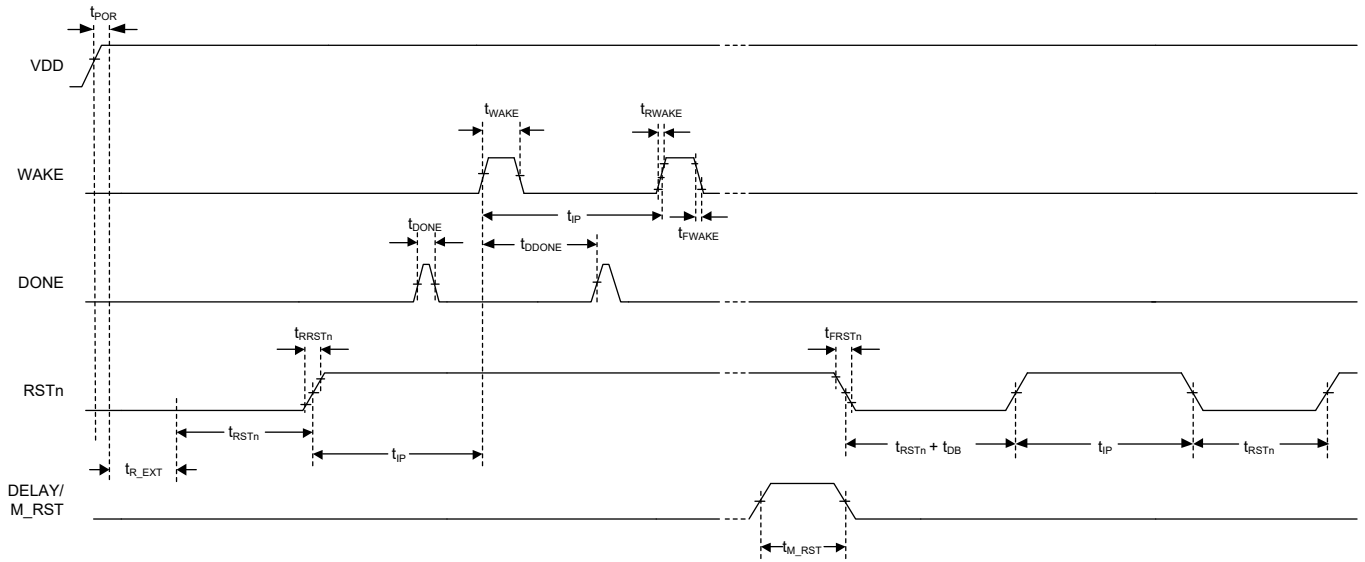 tPOR
VDD
tWAKE
tRWAKE
WAKE
tIP
tFWAKE
tDONE
tDDONE
DONE
tRRSTn
tFRSTn
RSTn
tRSTn
tIP
tRSTn + tDB
tIP
tRSTn
tR_EXT
DELAY/
M_RST
tM_RST